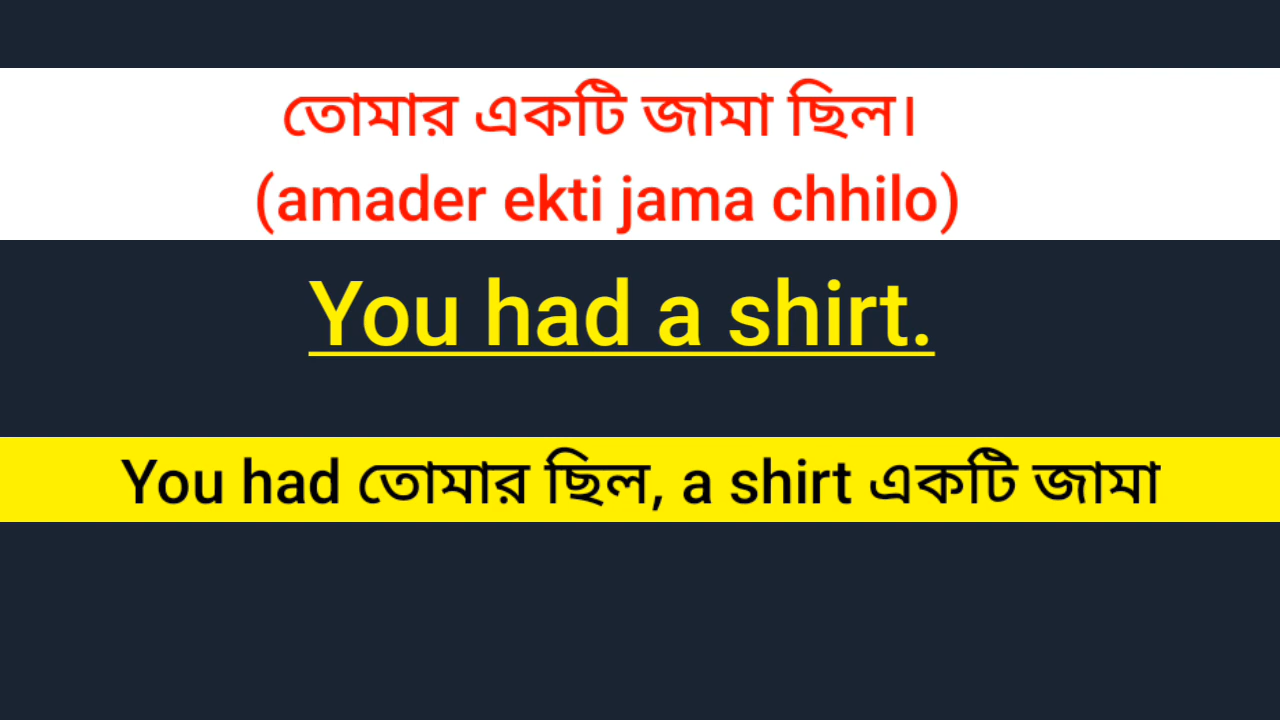 তোমার একটি জামা ছিল।
(amader ekti jama chhilo)
You had a shirt.
You had তোমার ছিল, a shirt একটি জামা